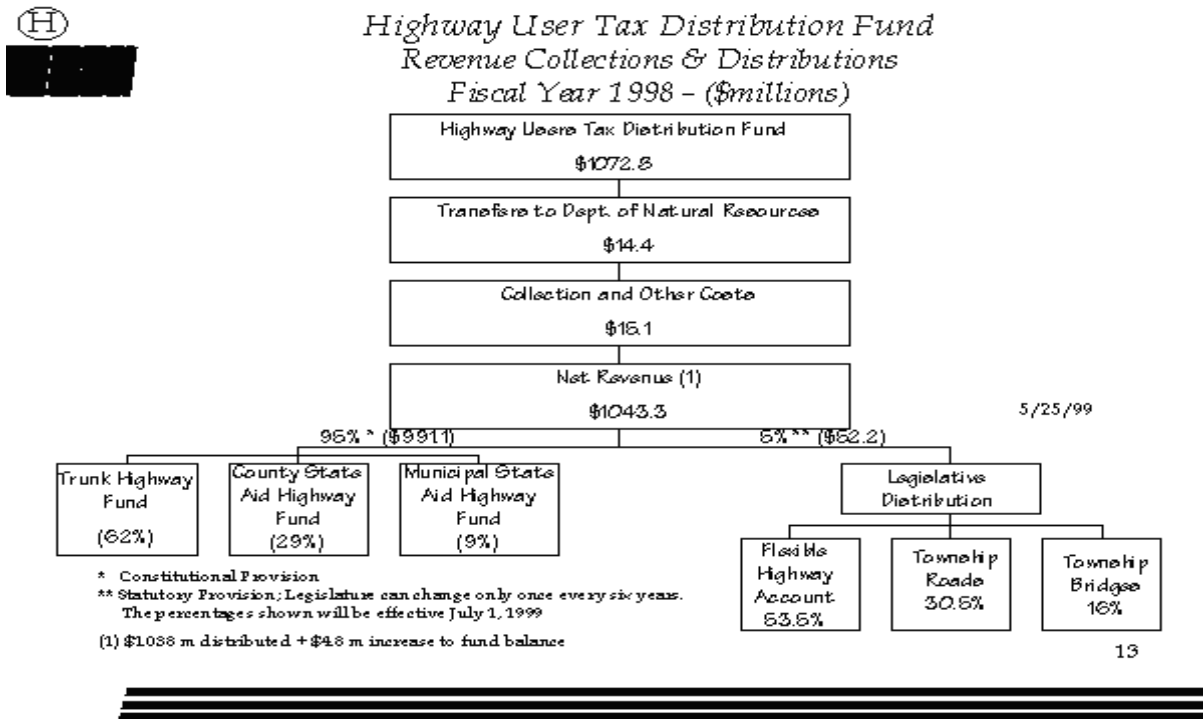 H
Highway User Tax Distribution Fund
Revenue Collections & Distributions
Fiscal Year 1998 – ($millions)
Highway Users Tax Distribution Fund
$1072.8
Transfers to Dept. of Natural Resources
$14.4
Collection and Other Costs
$15.1
Net Revenue (1)
$1043.3
5/25/99
95% * ($9911)
5% ** ($52.2)
Trunk Highway
Fund
(62%)
County State
Aid Highway
Fund
(29%)
Municipal State
Aid Highway
Fund
(9%)
Legislative
Distribution
Flexible
Highway
Account
53.5%
Township
Roads
30.5%
Township
Bridges
16%
* Constitutional Provision
** Statutory Provision; Legislature can change only once every six years.
The percentages shown will be effective July 1, 1999
(1) $1038 m distributed + $48 m increase to fund balance
13